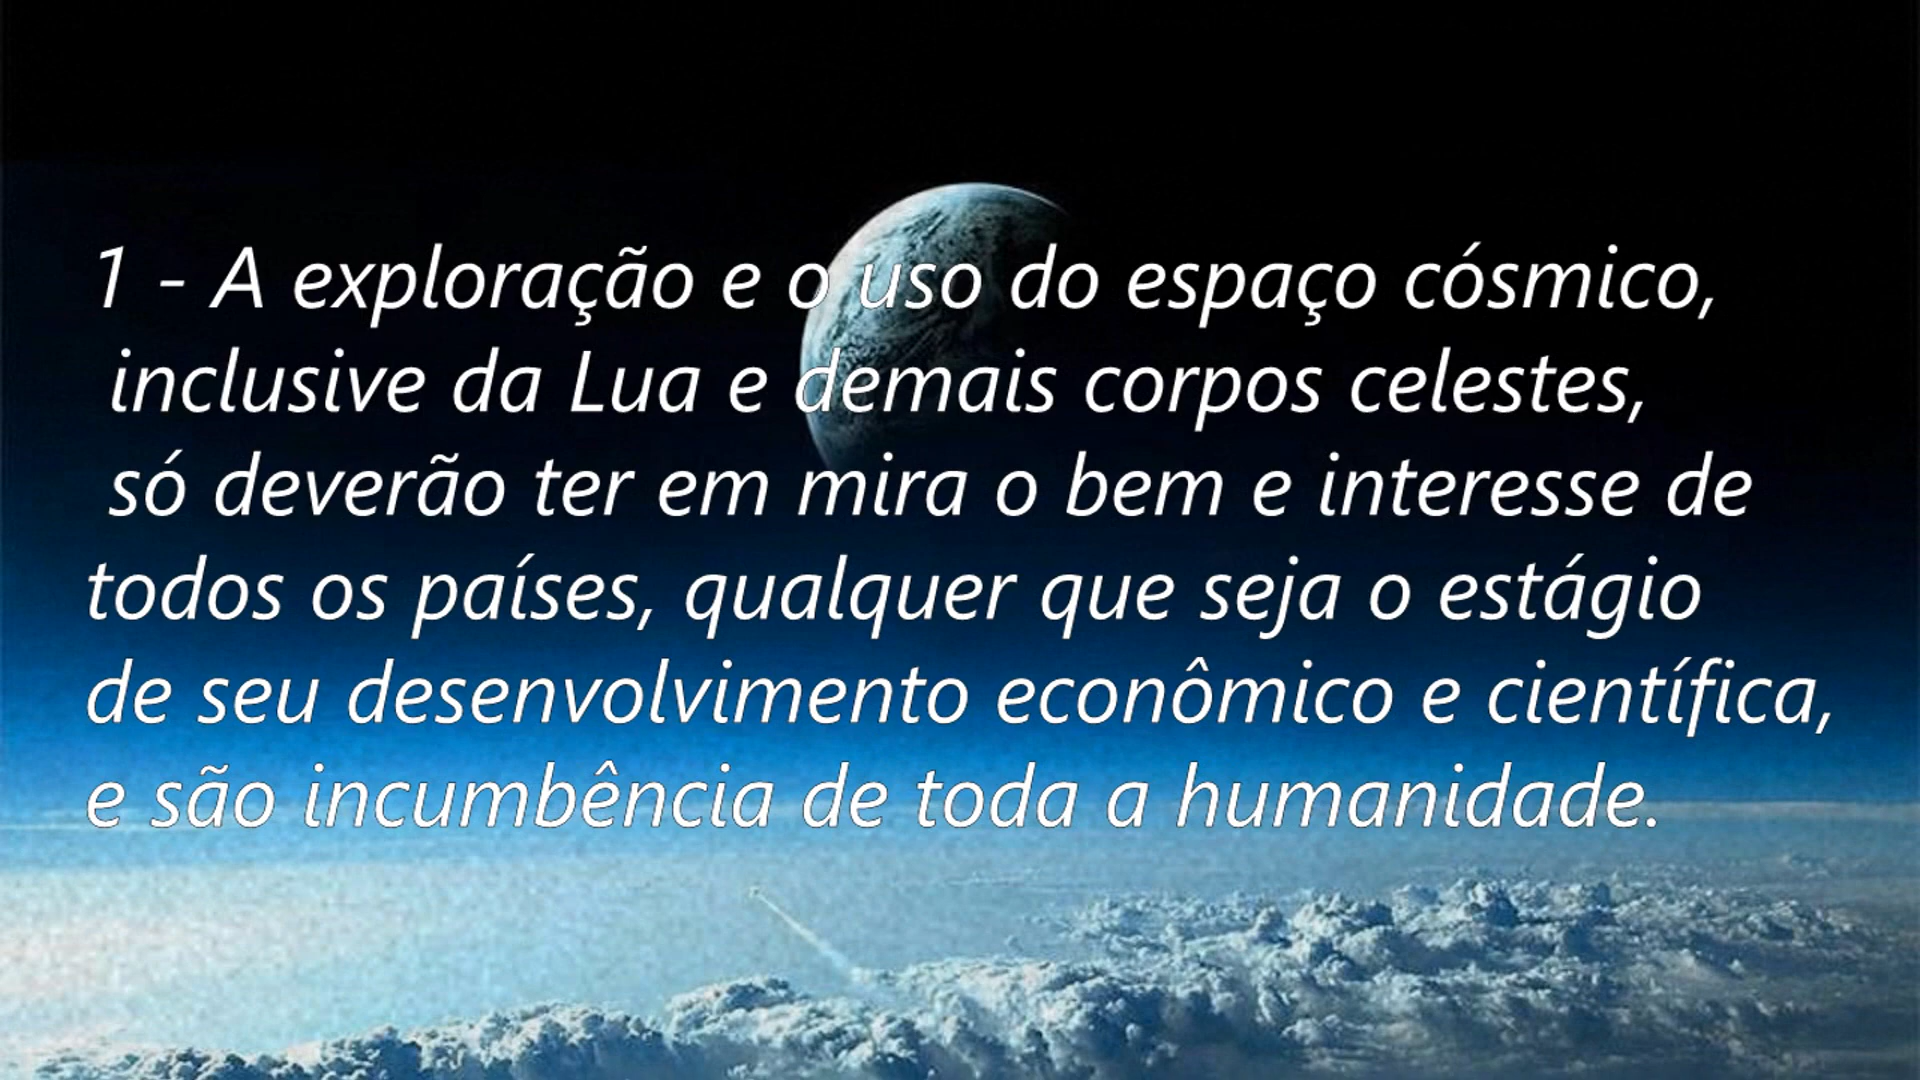 1 - A exploração e o uso do espaço cósmico,
inclusive da Lua e demais corpos celestes,
só deverão ter em mira o bem e interesse de
todos os países, qualquer que seja o estágio
de seu desenvolvimento econômico e científica,
e são incumbência de toda a humanidade.